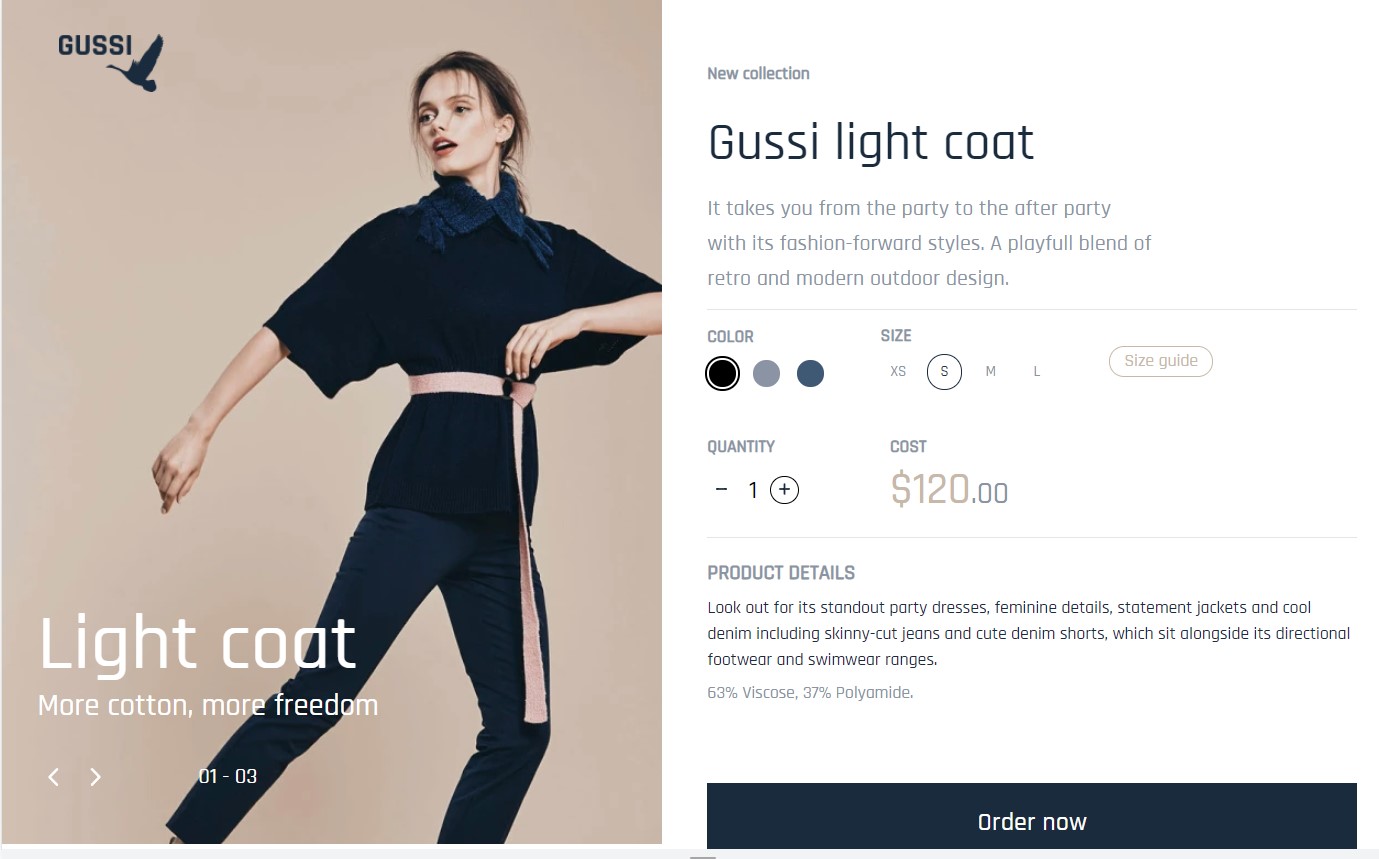 GUSSI
Light coat
More cotton, more freedom
01 - 03
New collection
Gussi light coat
It takes you from the party to the after party
with its fashion-forward styles. A playfull blend of
retro and modern outdoor design.
COLOR
SIZE
XS S M L
Size guide
QUANTITY
COST
− 1 +
$120.00
PRODUCT DETAILS
Look out for its standout party dresses, feminine details, statement jackets and cool
denim including skinny-cut jeans and cute denim shorts, which sit alongside its directional
footwear and swimwear ranges.
63% Viscose, 37% Polyamide.
Order now